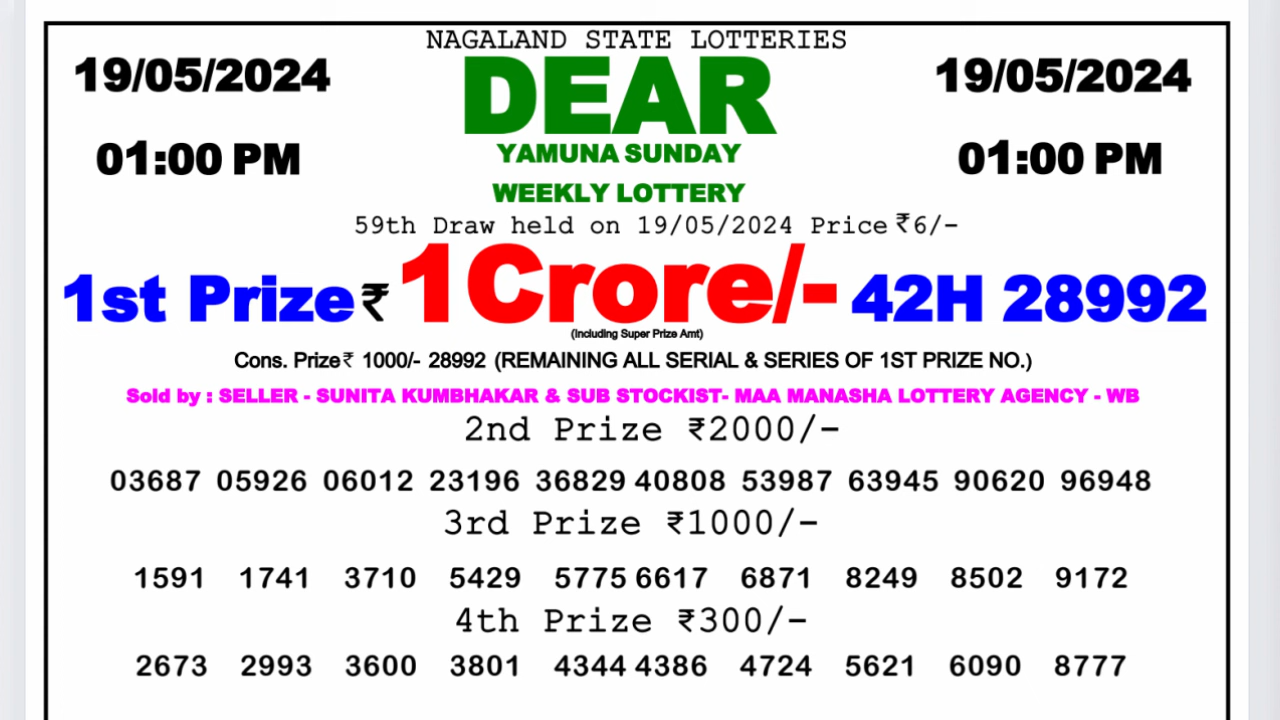 NAGALAND STATE LOTTERIES
19/05/2024 DEAR 19/05/2024
01:00 PM YAMUNA SUNDAY 01:00 PM
WEEKLY LOTTERY
59th Draw held on 19/05/2024 Price ₹6/-
1st Prize ₹ 1Crore/- 42H 28992
(Including Super Prize Amt)
Cons. Prize ₹ 1000/- 28992 (REMAINING ALL SERIAL & SERIES OF 1ST PRIZE NO.)
Sold by : SELLER - SUNITA KUMBHAKAR & SUB STOCKIST- MAA MANASHA LOTTERY AGENCY - WB
2nd Prize ₹2000/-
03687 05926 06012 23196 36829 40808 53987 63945 90620 96948
3rd Prize ₹1000/-
1591 1741 3710 5429 5775 6617 6871 8249 8502 9172
4th Prize ₹300/-
2673 2993 3600 3801 4344 4386 4724 5621 6090 8777